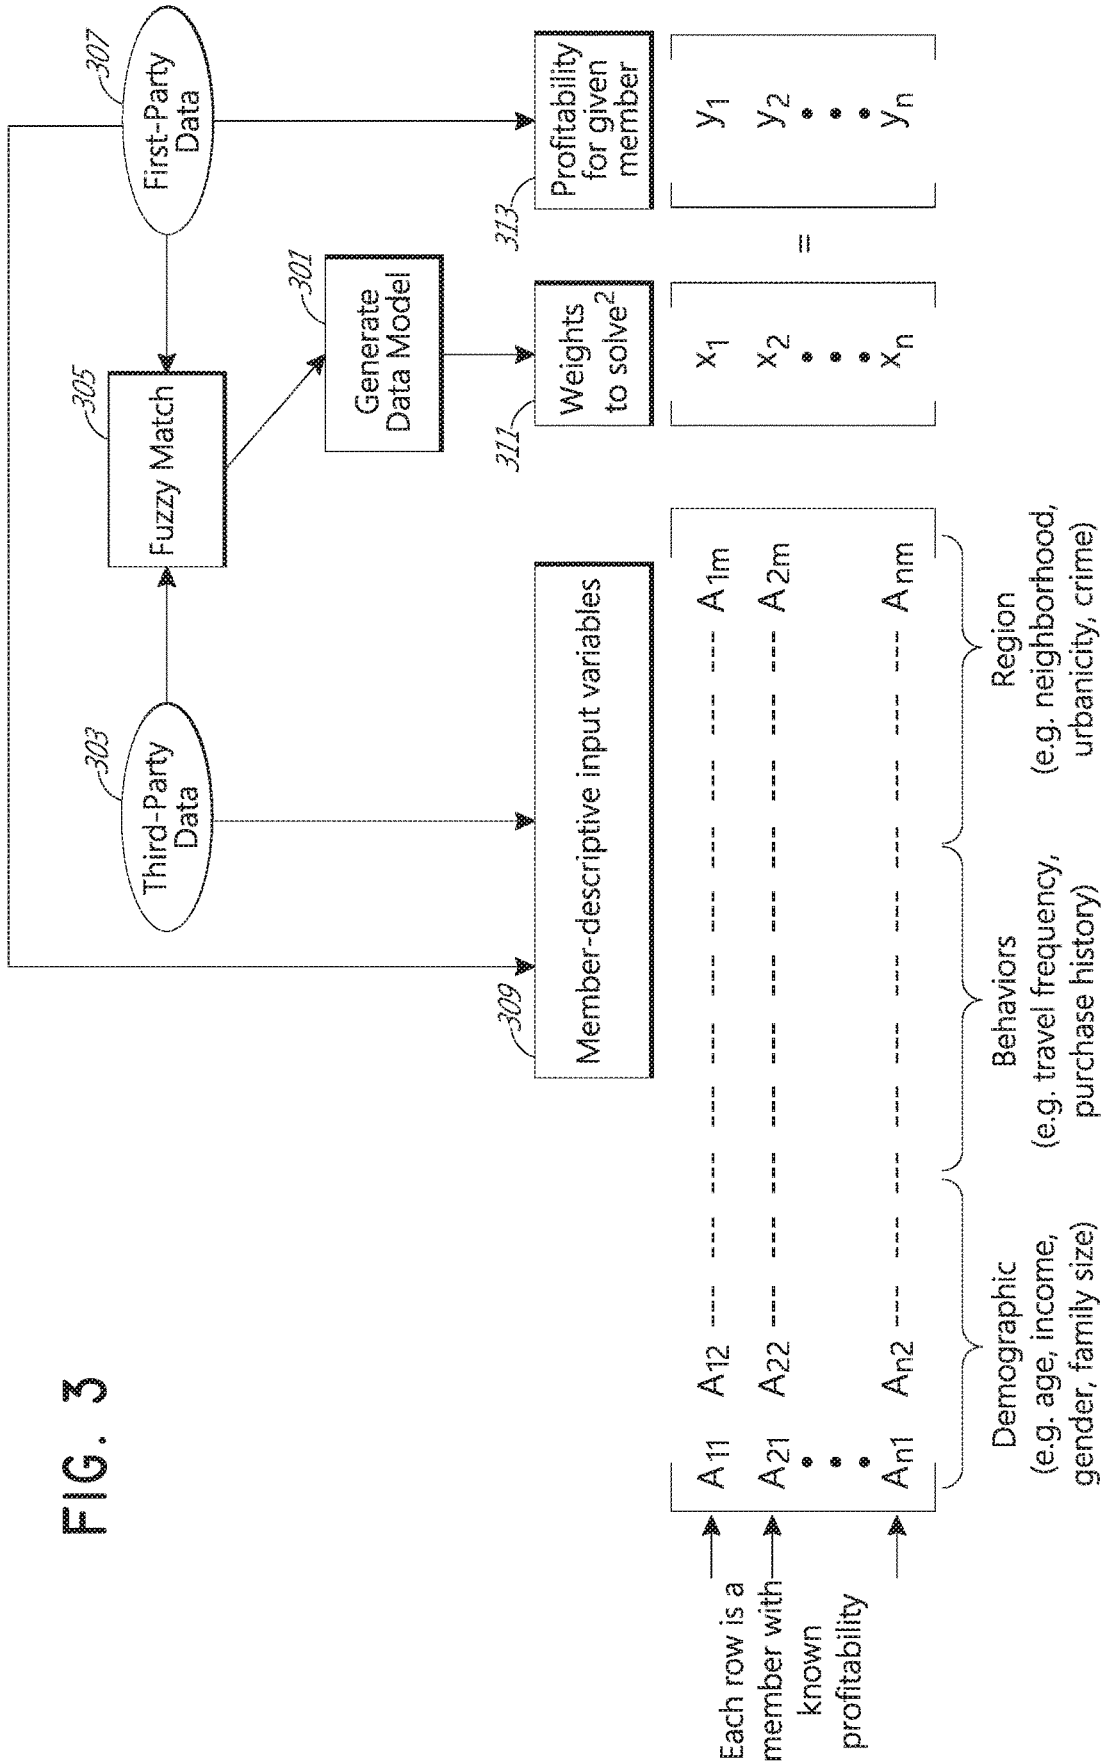 FIG. 3
307
First-Party
Data
303
Third-Party
Data
305
Fuzzy Match
301
Generate
Data Model
309
Member-descriptive input variables
311
Weights
to solve²
313
Profitability
for given
member
Each row is a
member with
known
profitability
A₁₁ A₁₂ ---- ---- ---- ---- ---- ---- ---- ---- ---- ---- ---- A₁ₘ
A₂₁ A₂₂ ---- ---- ---- ---- ---- ---- ---- ---- ---- ---- ---- A₂ₘ
• • •
Aₙ₁ Aₙ₂ ---- ---- ---- ---- ---- ---- ---- ---- ---- ---- ---- Aₙₘ
x₁
x₂
• • •
xₙ
=
y₁
y₂
• • •
yₙ
Demographic
(e.g. age, income,
gender, family size)
Behaviors
(e.g. travel frequency,
purchase history)
Region
(e.g. neighborhood,
urbanicity, crime)